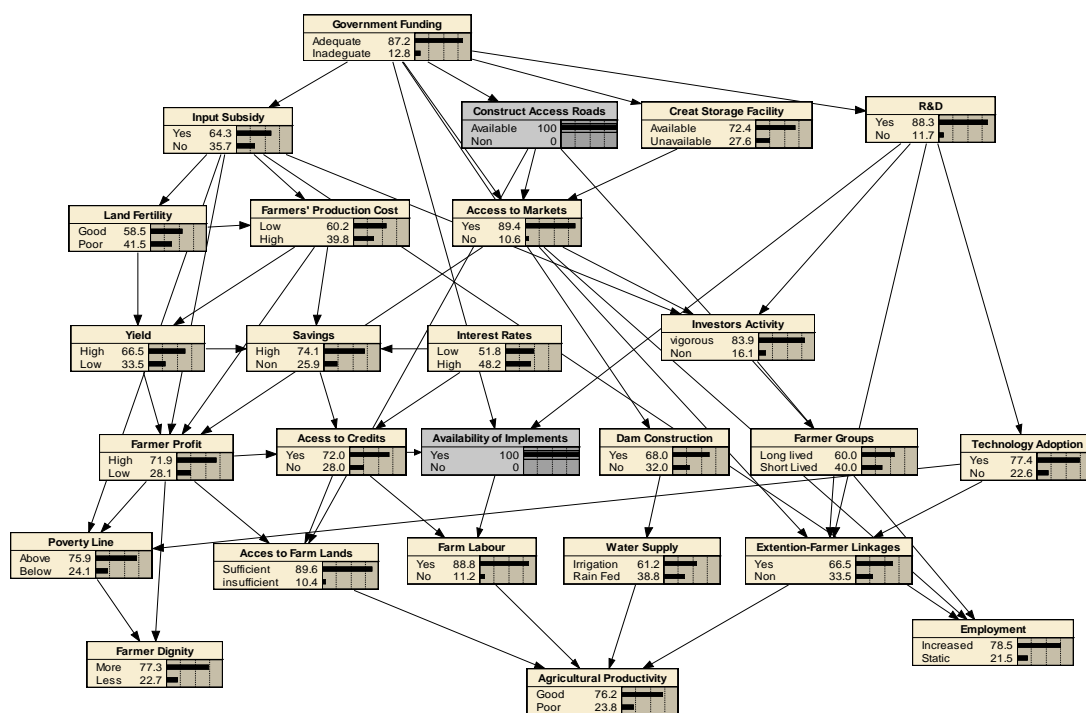 Government Funding
Adequate 87.2
Inadeguate 12.8
Input Subsidy
Yes 64.3
No 35.7
Construct Access Roads
Available 100
Non 0
Creat Storage Facility
Available 72.4
Unavailable 27.6
R&D
Yes 88.3
No 11.7
Land Fertility
Good 58.5
Poor 41.5
Farmers' Production Cost
Low 60.2
High 39.8
Access to Markets
Yes 89.4
No 10.6
Yield
High 66.5
Low 33.5
Savings
High 74.1
Non 25.9
Interest Rates
Low 51.8
High 48.2
Investors Activity
vigorous 83.9
Non 16.1
Farmer Profit
High 71.9
Low 28.1
Acess to Credits
Yes 72.0
No 28.0
Availability of Implements
Yes 100
No 0
Dam Construction
Yes 68.0
No 32.0
Farmer Groups
Long lived 60.0
Short Lived 40.0
Technology Adoption
Yes 77.4
No 22.6
Poverty Line
Above 75.9
Below 24.1
Acces to Farm Lands
Sufficient 89.6
insufficient 10.4
Farm Labour
Yes 88.8
No 11.2
Water Supply
Irrigation 61.2
Rain Fed 38.8
Extention-Farmer Linkages
Yes 66.5
Non 33.5
Employment
Increased 78.5
Static 21.5
Farmer Dignity
More 77.3
Less 22.7
Agricultural Productivity
Good 76.2
Poor 23.8